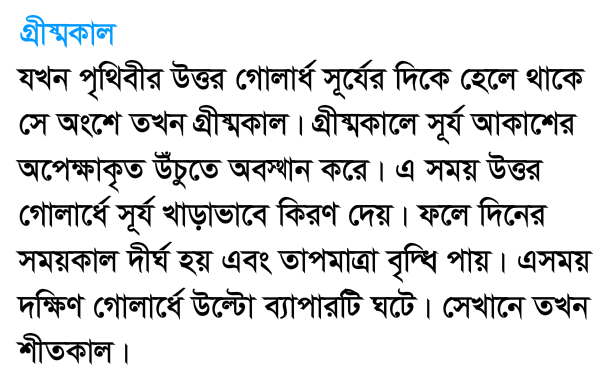 গ্রীষ্মকাল
যখন পৃথিবীর উত্তর গোলার্ধ সূর্যের দিকে হেলে থাকে
সে অংশে তখন গ্রীষ্মকাল। গ্রীষ্মকালে সূর্য আকাশের
অপেক্ষাকৃত উঁচুতে অবস্থান করে। এ সময় উত্তর
গোলার্ধে সূর্য খাড়াভাবে কিরণ দেয়। ফলে দিনের
সময়কাল দীর্ঘ হয় এবং তাপমাত্রা বৃদ্ধি পায়। এসময়
দক্ষিণ গোলার্ধে উল্টো ব্যাপারটি ঘটে। সেখানে তখন
শীতকাল।